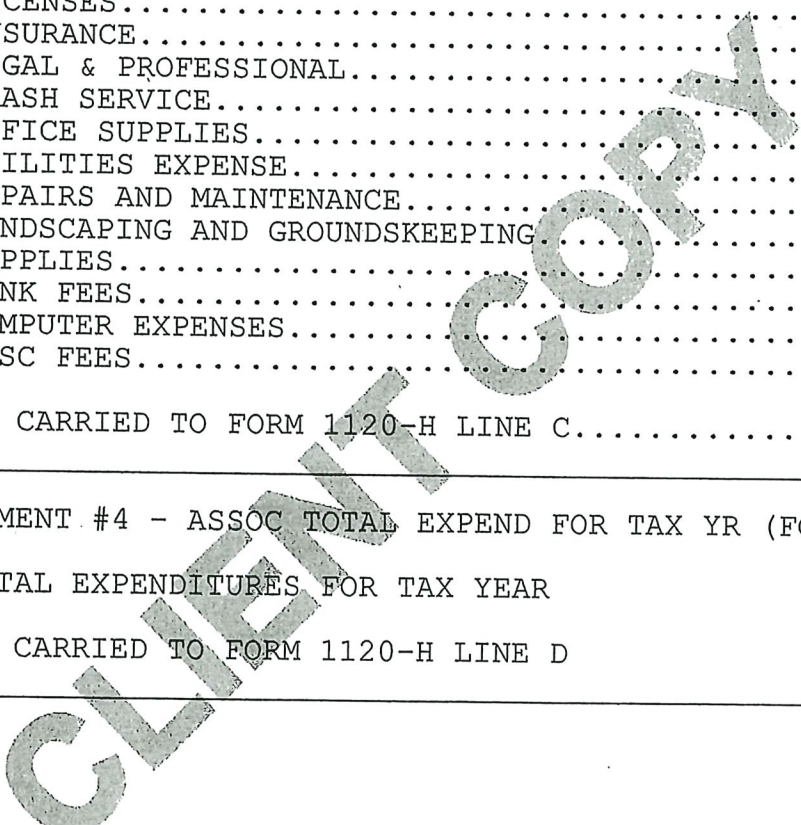 CENSES
SURANCE
GAL & PROFESSIONAL
ASH SERVICE
FICE SUPPLIES
ILITIES EXPENSE
PAIRS AND MAINTENANCE
NDSCAPING AND GROUNDSKEEPING
PPLIES
NK FEES
MPUTER EXPENSES
SC FEES
CARRIED TO FORM 1120-H LINE C
MENT #4 - ASSOC TOTAL EXPEND FOR TAX YR (FO
TAL EXPENDITURES FOR TAX YEAR
CARRIED TO FORM 1120-H LINE D
CLIENT COPY